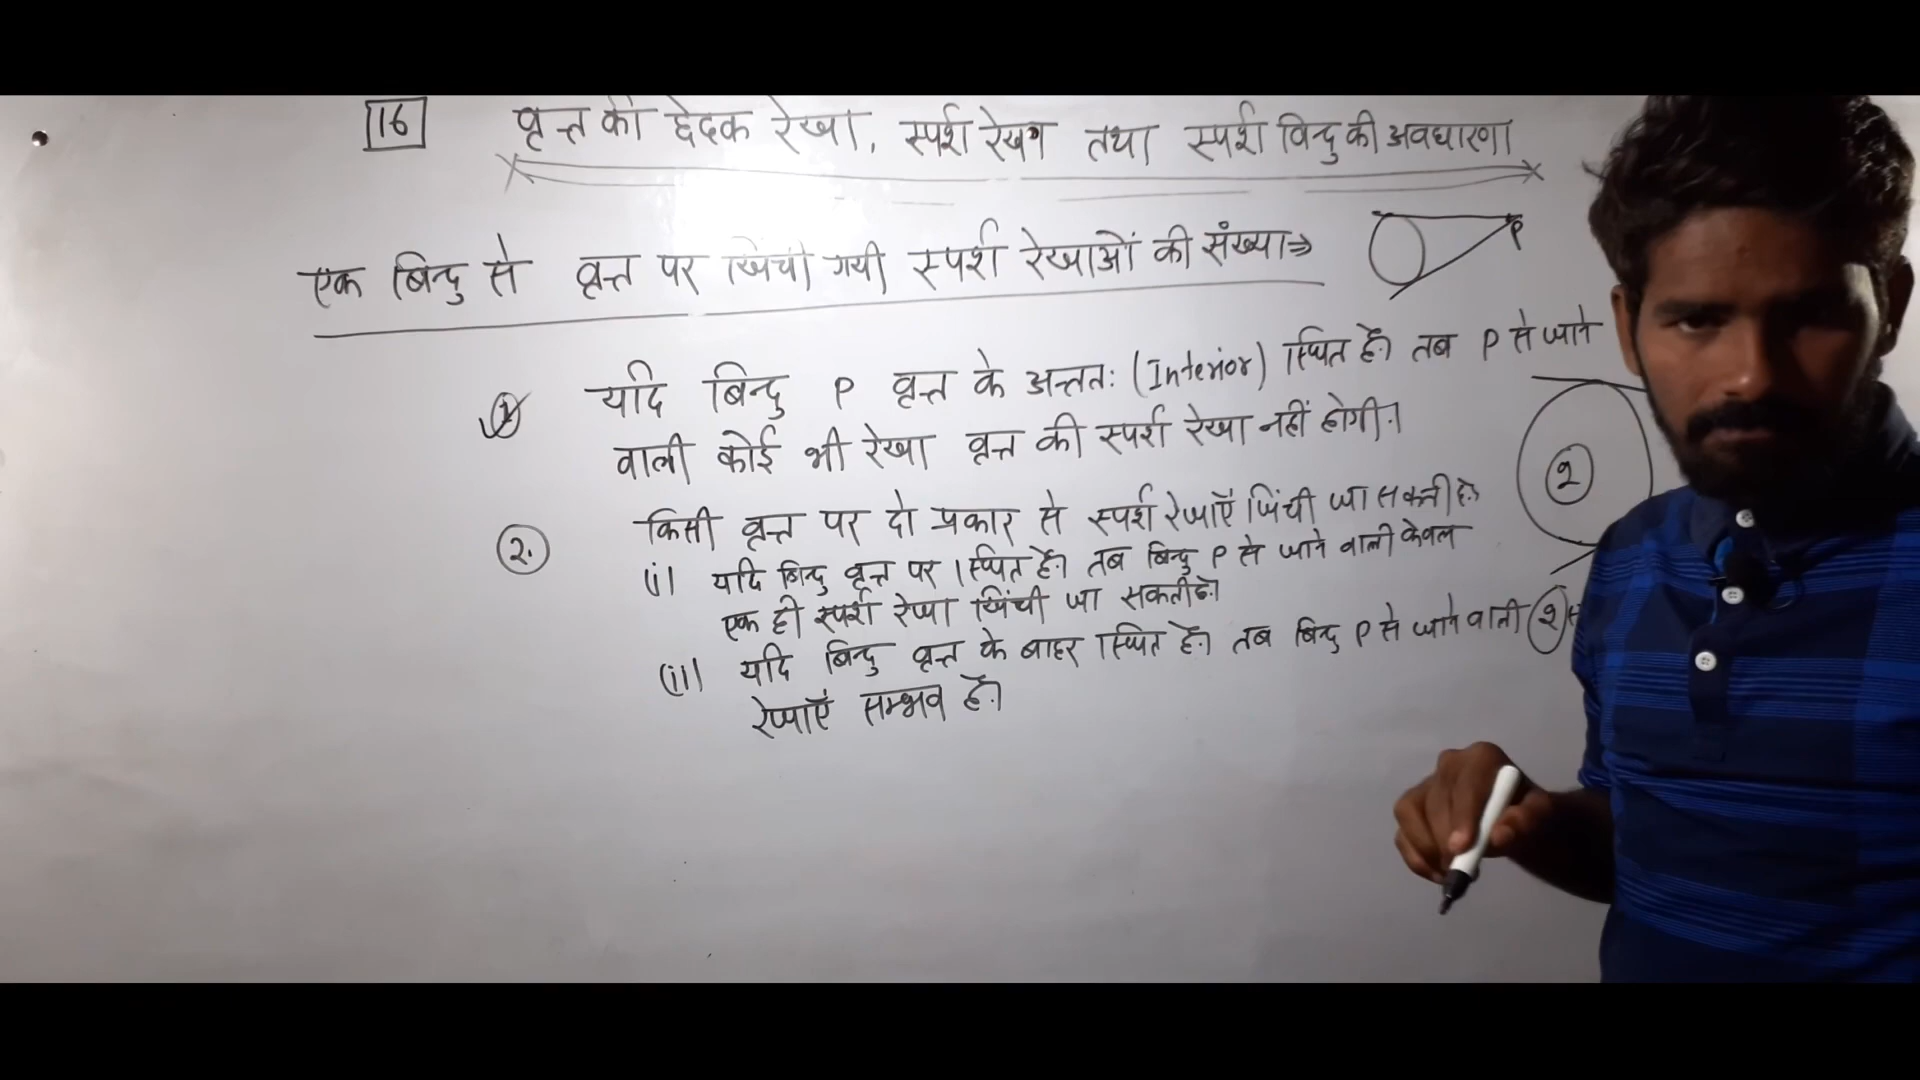 16 वृत्त की छेदक रेखा, स्पर्श रेखा तथा स्पर्श बिन्दु की अवधारणा
एक बिन्दु से वृत्त पर खिंची गयी स्पर्श रेखाओं की संख्या ⇒
P
1 यदि बिन्दु P वृत्त के अन्ततः (Interior) स्थित है। तब P से जाने
वाली कोई भी रेखा वृत्त की स्पर्श रेखा नहीं होगी।
2
2. किसी वृत्त पर दो प्रकार से स्पर्श रेखाएँ खिंची जा सकती है।
(i) यदि बिन्दु वृत्त पर स्थित है। तब बिन्दु P से जाने वाली केवल
एक ही स्पर्श रेखा खिंची जा सकती है।
(ii) यदि बिन्दु वृत्त के बाहर स्थित है। तब बिन्दु P से जाने वाली 2
रेखाएँ सम्भव है।